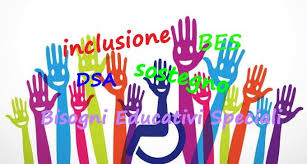 inclusione
BES
DSA
sostegno
Bisogni Educativi Speciali